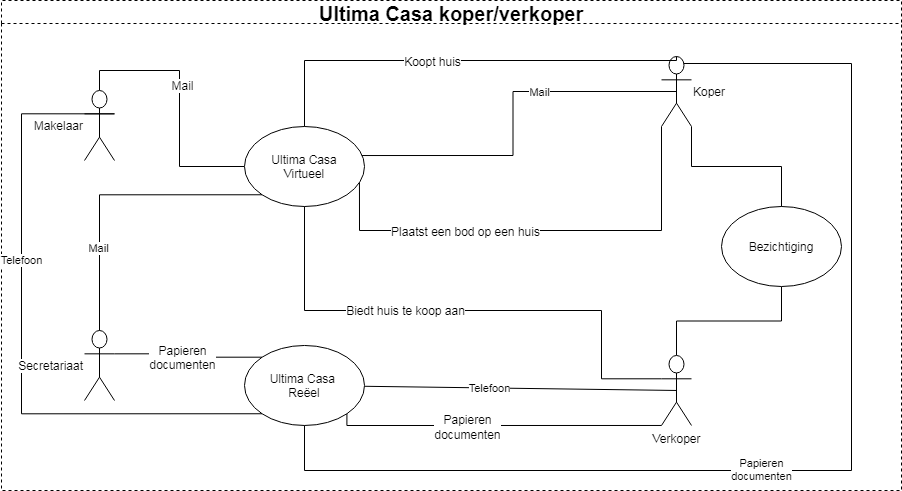 Ultima Casa koper/verkoper
Koopt huis
Mail
Mail
Koper
Makelaar
Ultima Casa
Virtueel
Plaatst een bod op een huis
Bezichtiging
Mail
Telefoon
Biedt huis te koop aan
Papieren
documenten
Secretariaat
Ultima Casa
Reëel
Telefoon
Papieren
documenten
Verkoper
Papieren
documenten